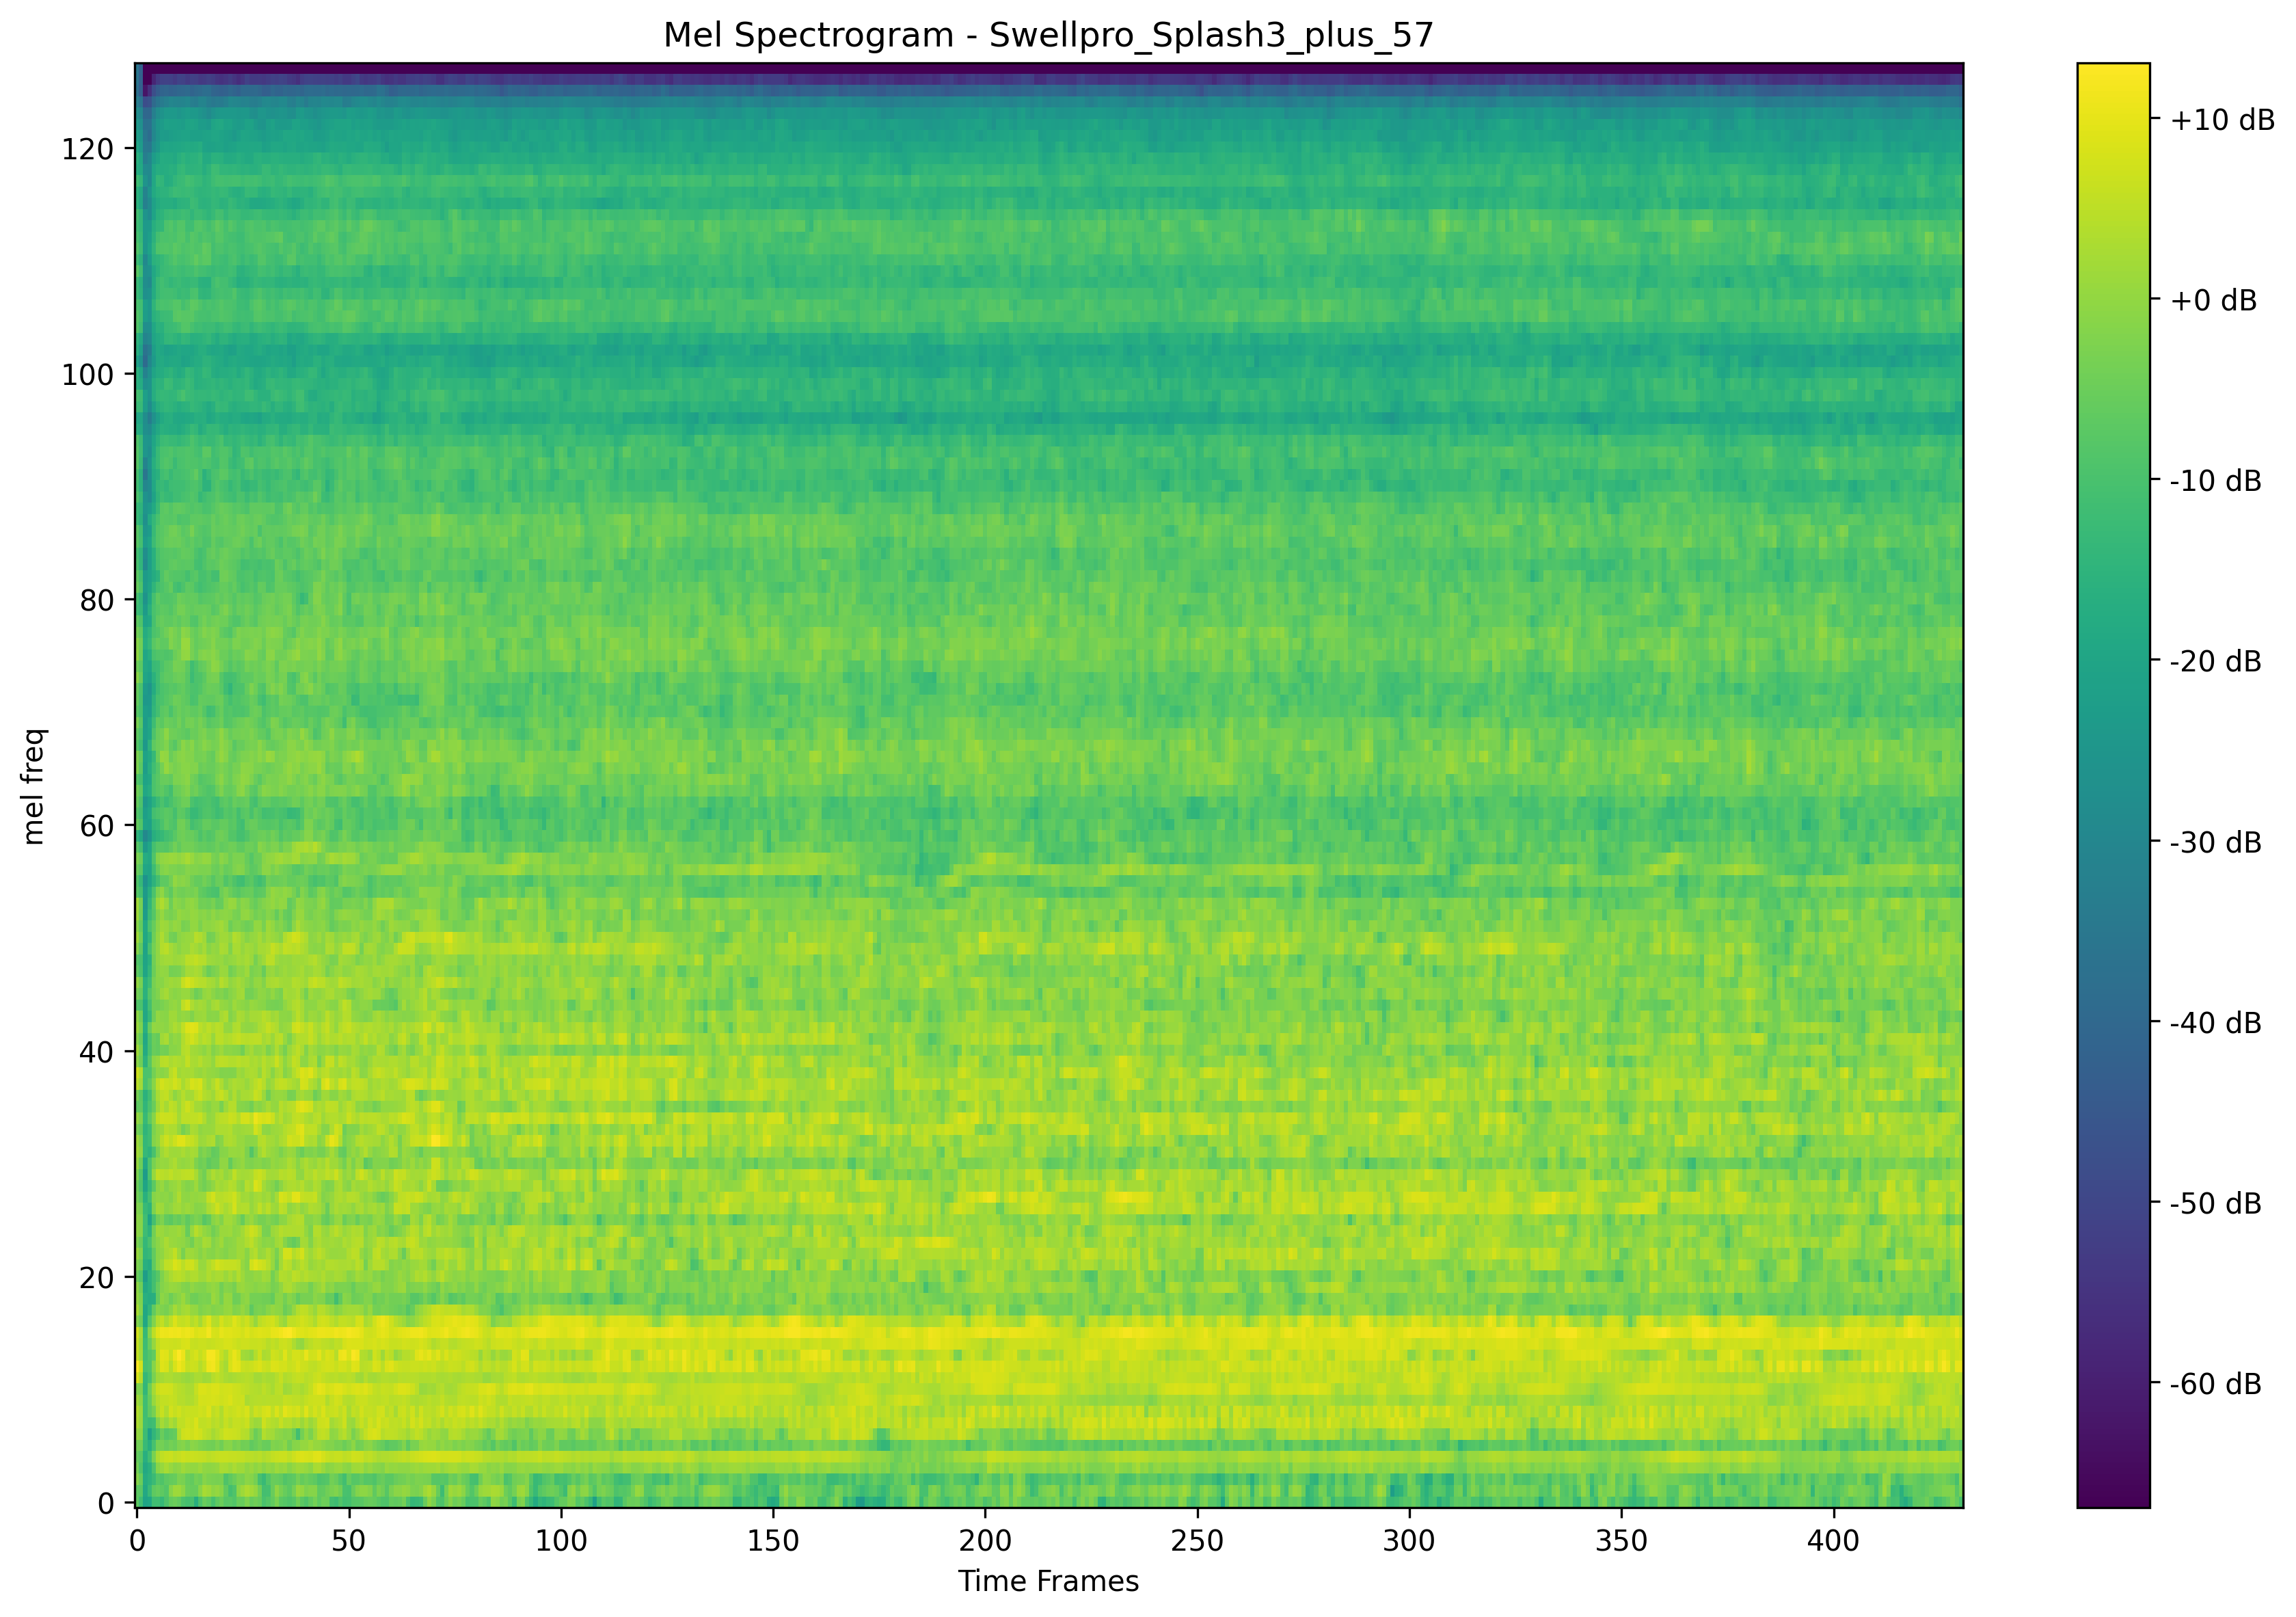 Mel Spectrogram - Swellpro_Splash3_plus_57
mel freq
120
100
80
60
40
20
0
0 50 100 150 200 250 300 350 400
Time Frames
+10 dB
+0 dB
-10 dB
-20 dB
-30 dB
-40 dB
-50 dB
-60 dB